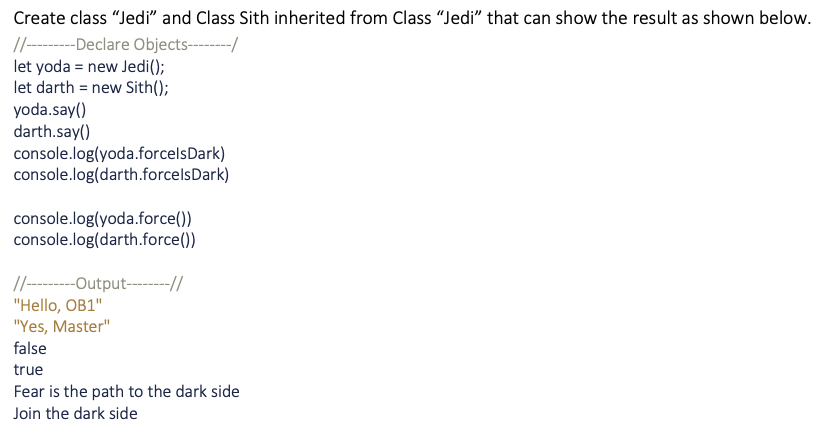 Create class “Jedi” and Class Sith inherited from Class “Jedi” that can show the result as shown below.
//---------Declare Objects--------/
let yoda = new Jedi();
let darth = new Sith();
yoda.say()
darth.say()
console.log(yoda.forceIsDark)
console.log(darth.forceIsDark)
console.log(yoda.force())
console.log(darth.force())
//---------Output--------//
"Hello, OB1"
"Yes, Master"
false
true
Fear is the path to the dark side
Join the dark side